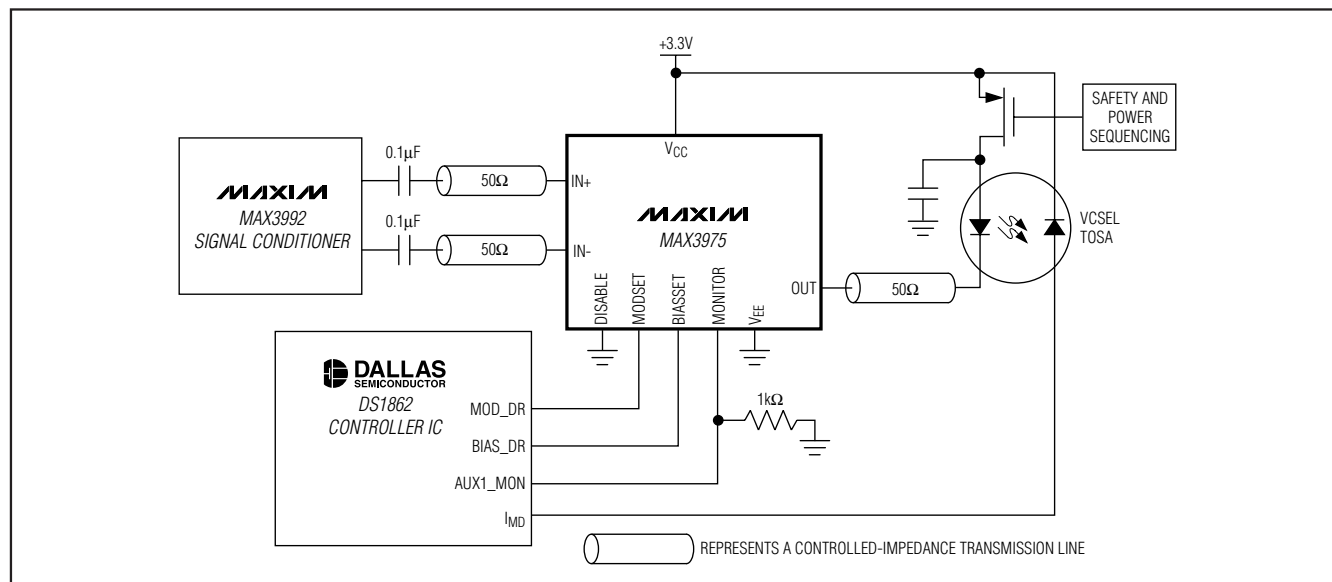 +3.3V
SAFETY AND
POWER
SEQUENCING
VCC
0.1µF
50Ω
IN+
MAXIM
MAX3992
SIGNAL CONDITIONER
0.1µF
50Ω
IN-
MAXIM
MAX3975
VCSEL
TOSA
DISABLE
MODSET
BIASSET
MONITOR
VEE
OUT
50Ω
DALLAS
SEMICONDUCTOR
DS1862
CONTROLLER IC
MOD_DR
BIAS_DR
AUX1_MON
IMD
1kΩ
REPRESENTS A CONTROLLED-IMPEDANCE TRANSMISSION LINE